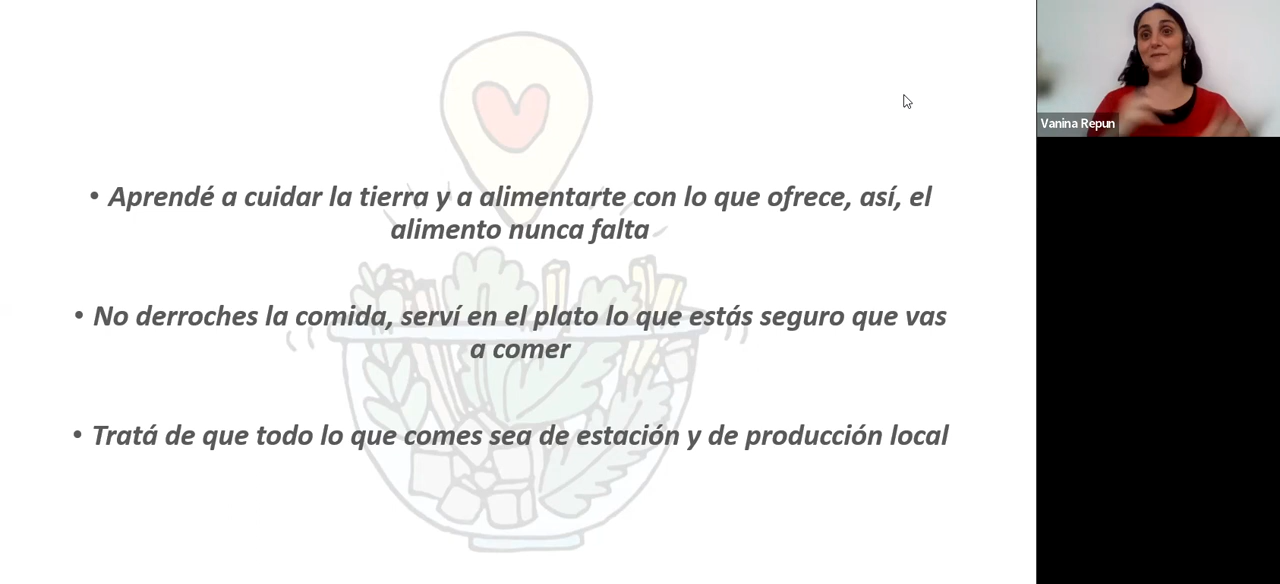 • Aprendé a cuidar la tierra y a alimentarte con lo que ofrece, así, el
alimento nunca falta
• No derroches la comida, serví en el plato lo que estás seguro que vas
a comer
• Tratá de que todo lo que comes sea de estación y de producción local
Vanina Repun